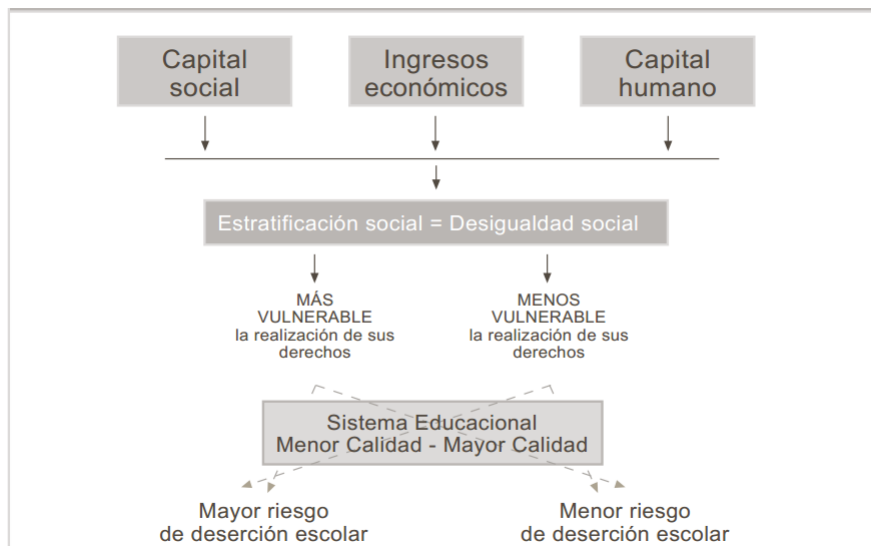 Capital
social
Ingresos
económicos
Capital
humano
Estratificación social = Desigualdad social
MÁS
VULNERABLE
la realización de sus
derechos
MENOS
VULNERABLE
la realización de sus
derechos
Sistema Educacional
Menor Calidad - Mayor Calidad
Mayor riesgo
de deserción escolar
Menor riesgo
de deserción escolar